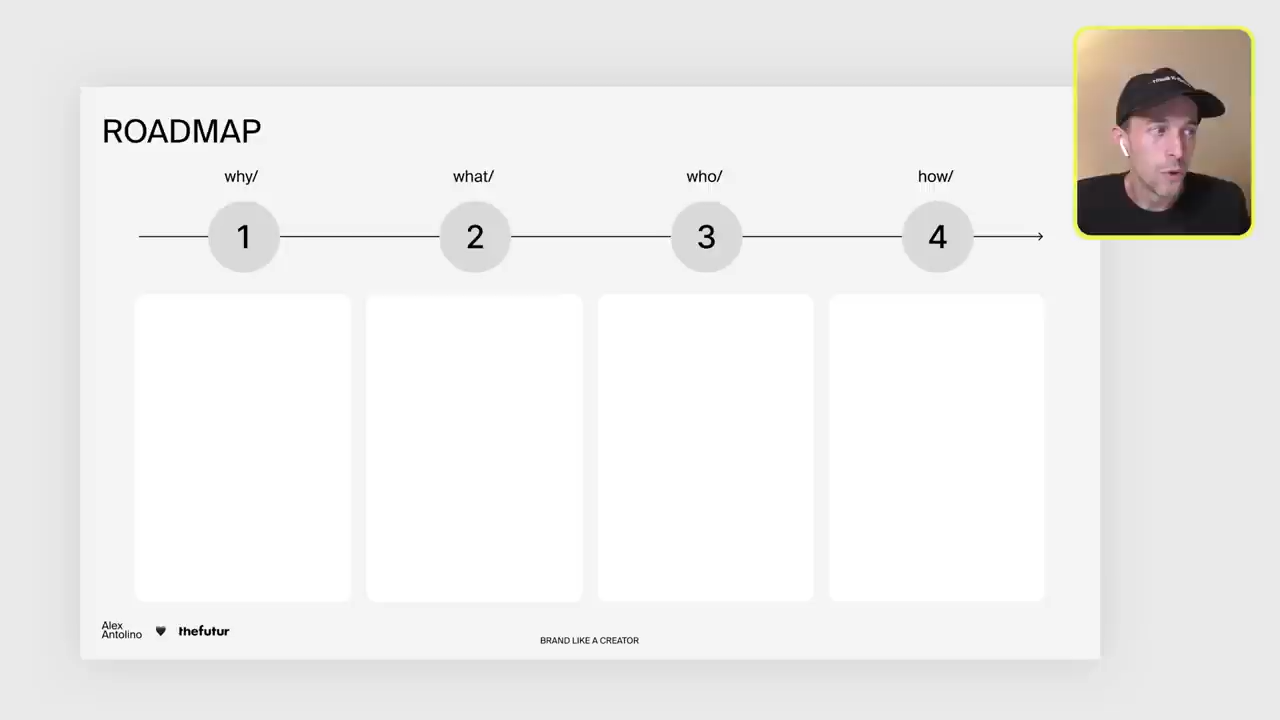 ROADMAP
why/
what/
who/
how/
1
2
3
4
Alex
Antolino
thefutur
BRAND LIKE A CREATOR